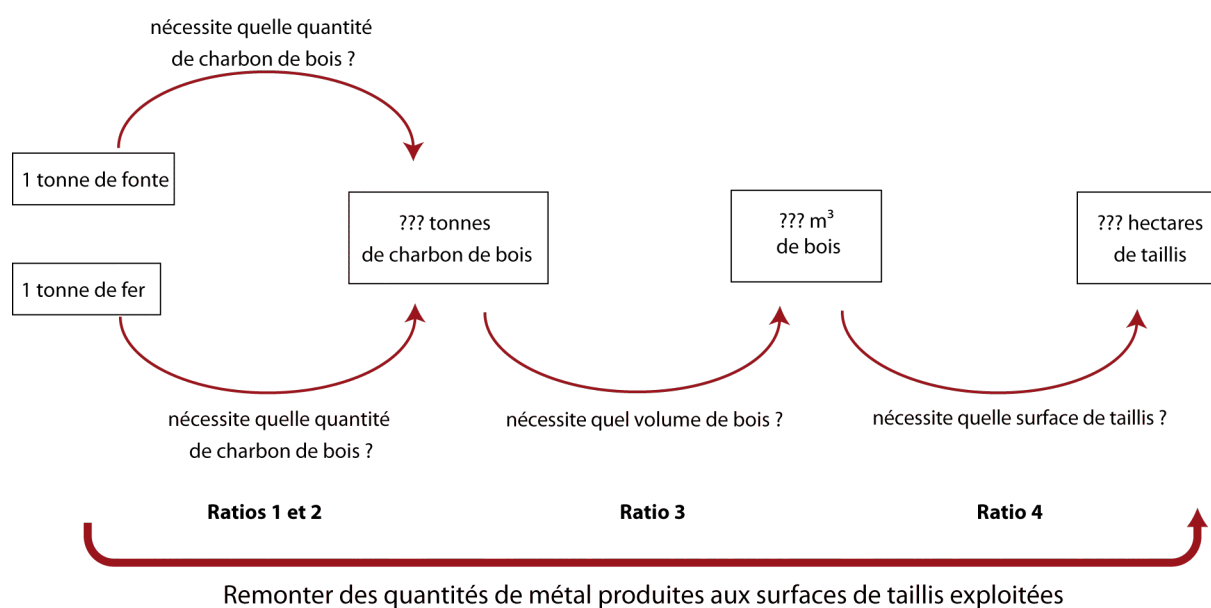 nécessite quelle quantité
de charbon de bois ?
1 tonne de fonte
??? tonnes
de charbon de bois
??? m³
de bois
??? hectares
de taillis
1 tonne de fer
nécessite quelle quantité
de charbon de bois ?
nécessite quel volume de bois ?
nécessite quelle surface de taillis ?
Ratios 1 et 2
Ratio 3
Ratio 4
Remonter des quantités de métal produites aux surfaces de taillis exploitées